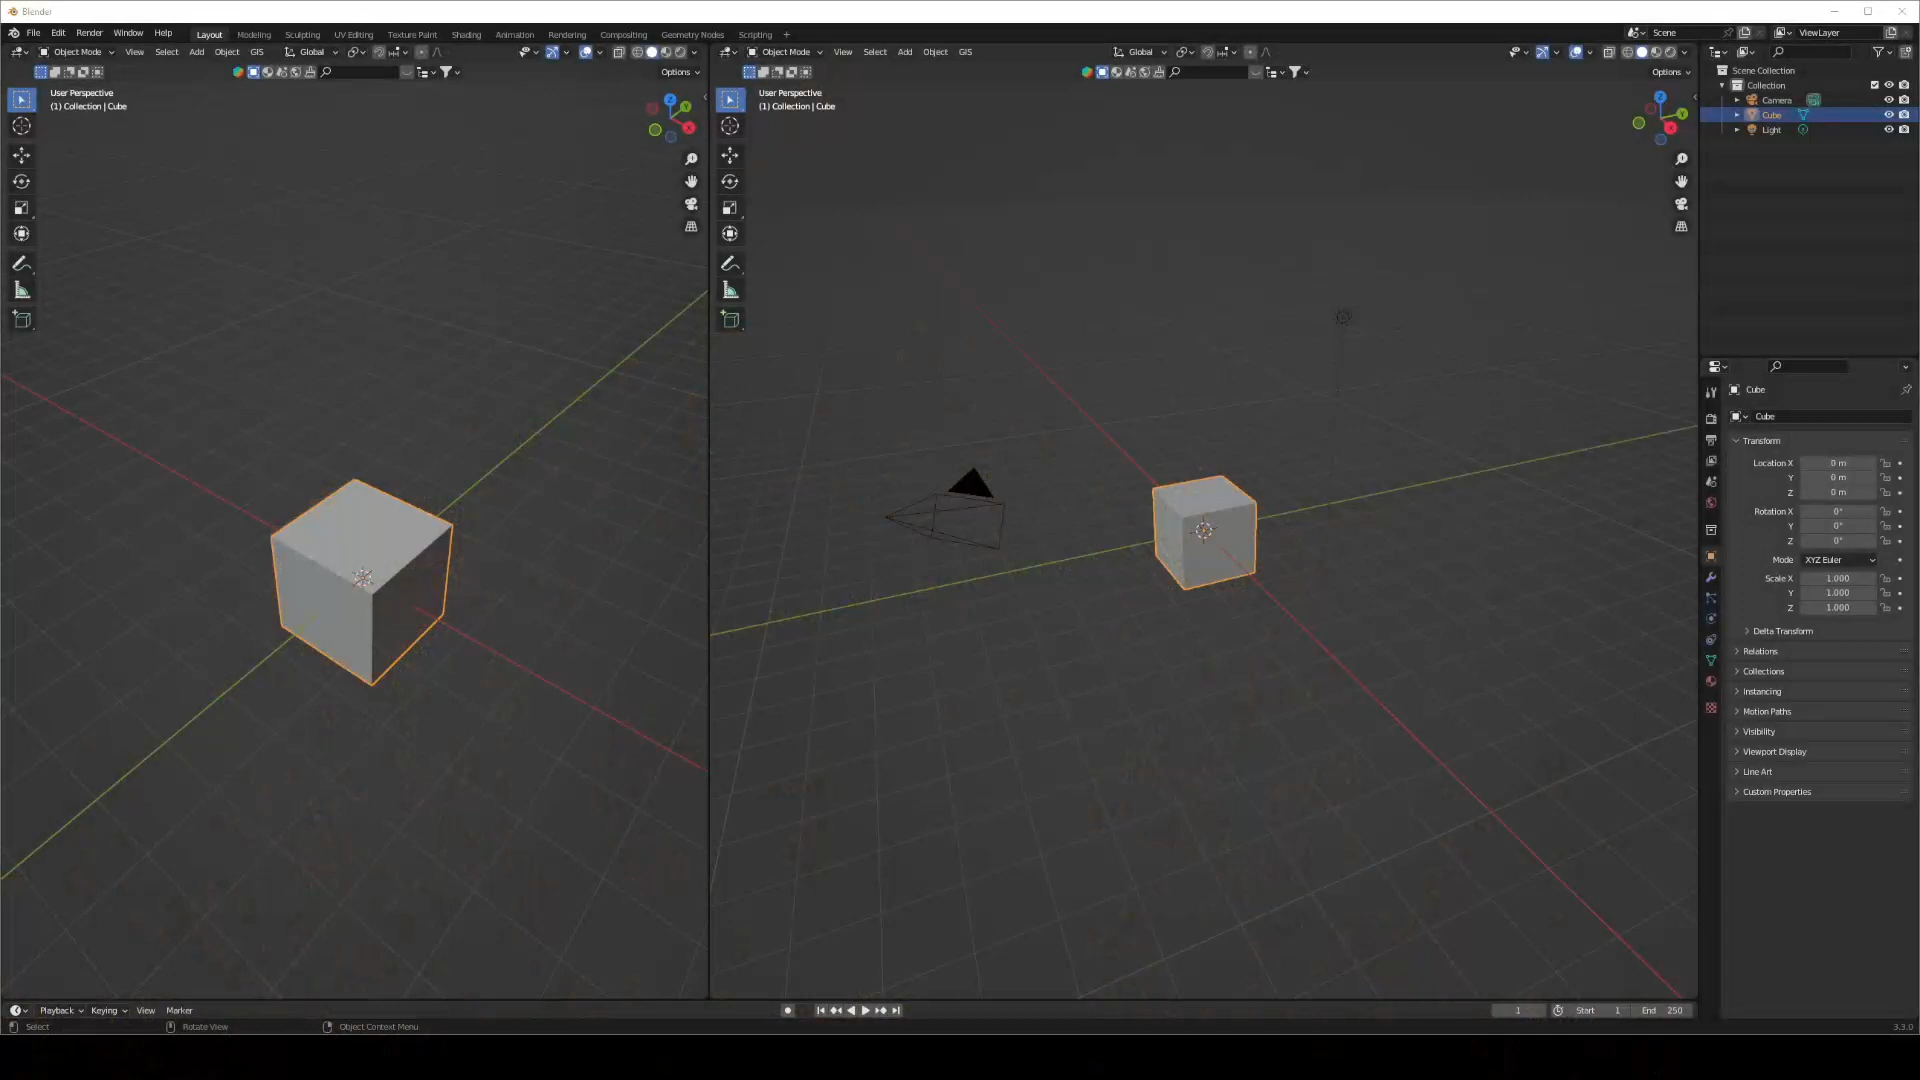 Blender
File Edit Render Window Help Layout Modeling Sculpting UV Editing Texture Paint Shading Animation Rendering Compositing Geometry Nodes Scripting + Scene ViewLayer
Object Mode View Select Add Object GIS Global
Object Mode View Select Add Object GIS Global
Options
Options
User Perspective
(1) Collection | Cube
User Perspective
(1) Collection | Cube
Z
Y
X
Z
Y
X
Scene Collection
Collection
Camera
Cube
Light
Cube
Cube
Transform
Location X 0 m
Y 0 m
Z 0 m
Rotation X 0°
Y 0°
Z 0°
Mode XYZ Euler
Scale X 1.000
Y 1.000
Z 1.000
Delta Transform
Relations
Collections
Instancing
Motion Paths
Visibility
Viewport Display
Line Art
Custom Properties
Playback Keying View Marker 1 Start 1 End 250
Select Rotate View Object Context Menu 3.3.0